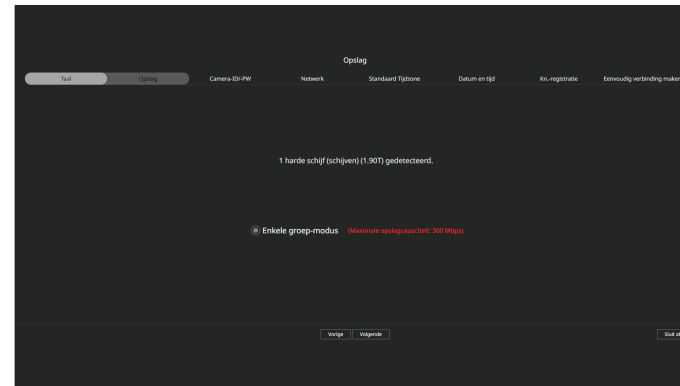 Opslag
Taal Opslag Camera-ID/-PW Netwerk Standaard Tijdzone Datum en tijd Kn.-registratie Eenvoudig verbinding maken
1 harde schijf (schijven) (1.90T) gedetecteerd.
Enkele groep-modus (Maximale opslagcapaciteit: 300 Mbps)
Vorige Volgende Sluit af